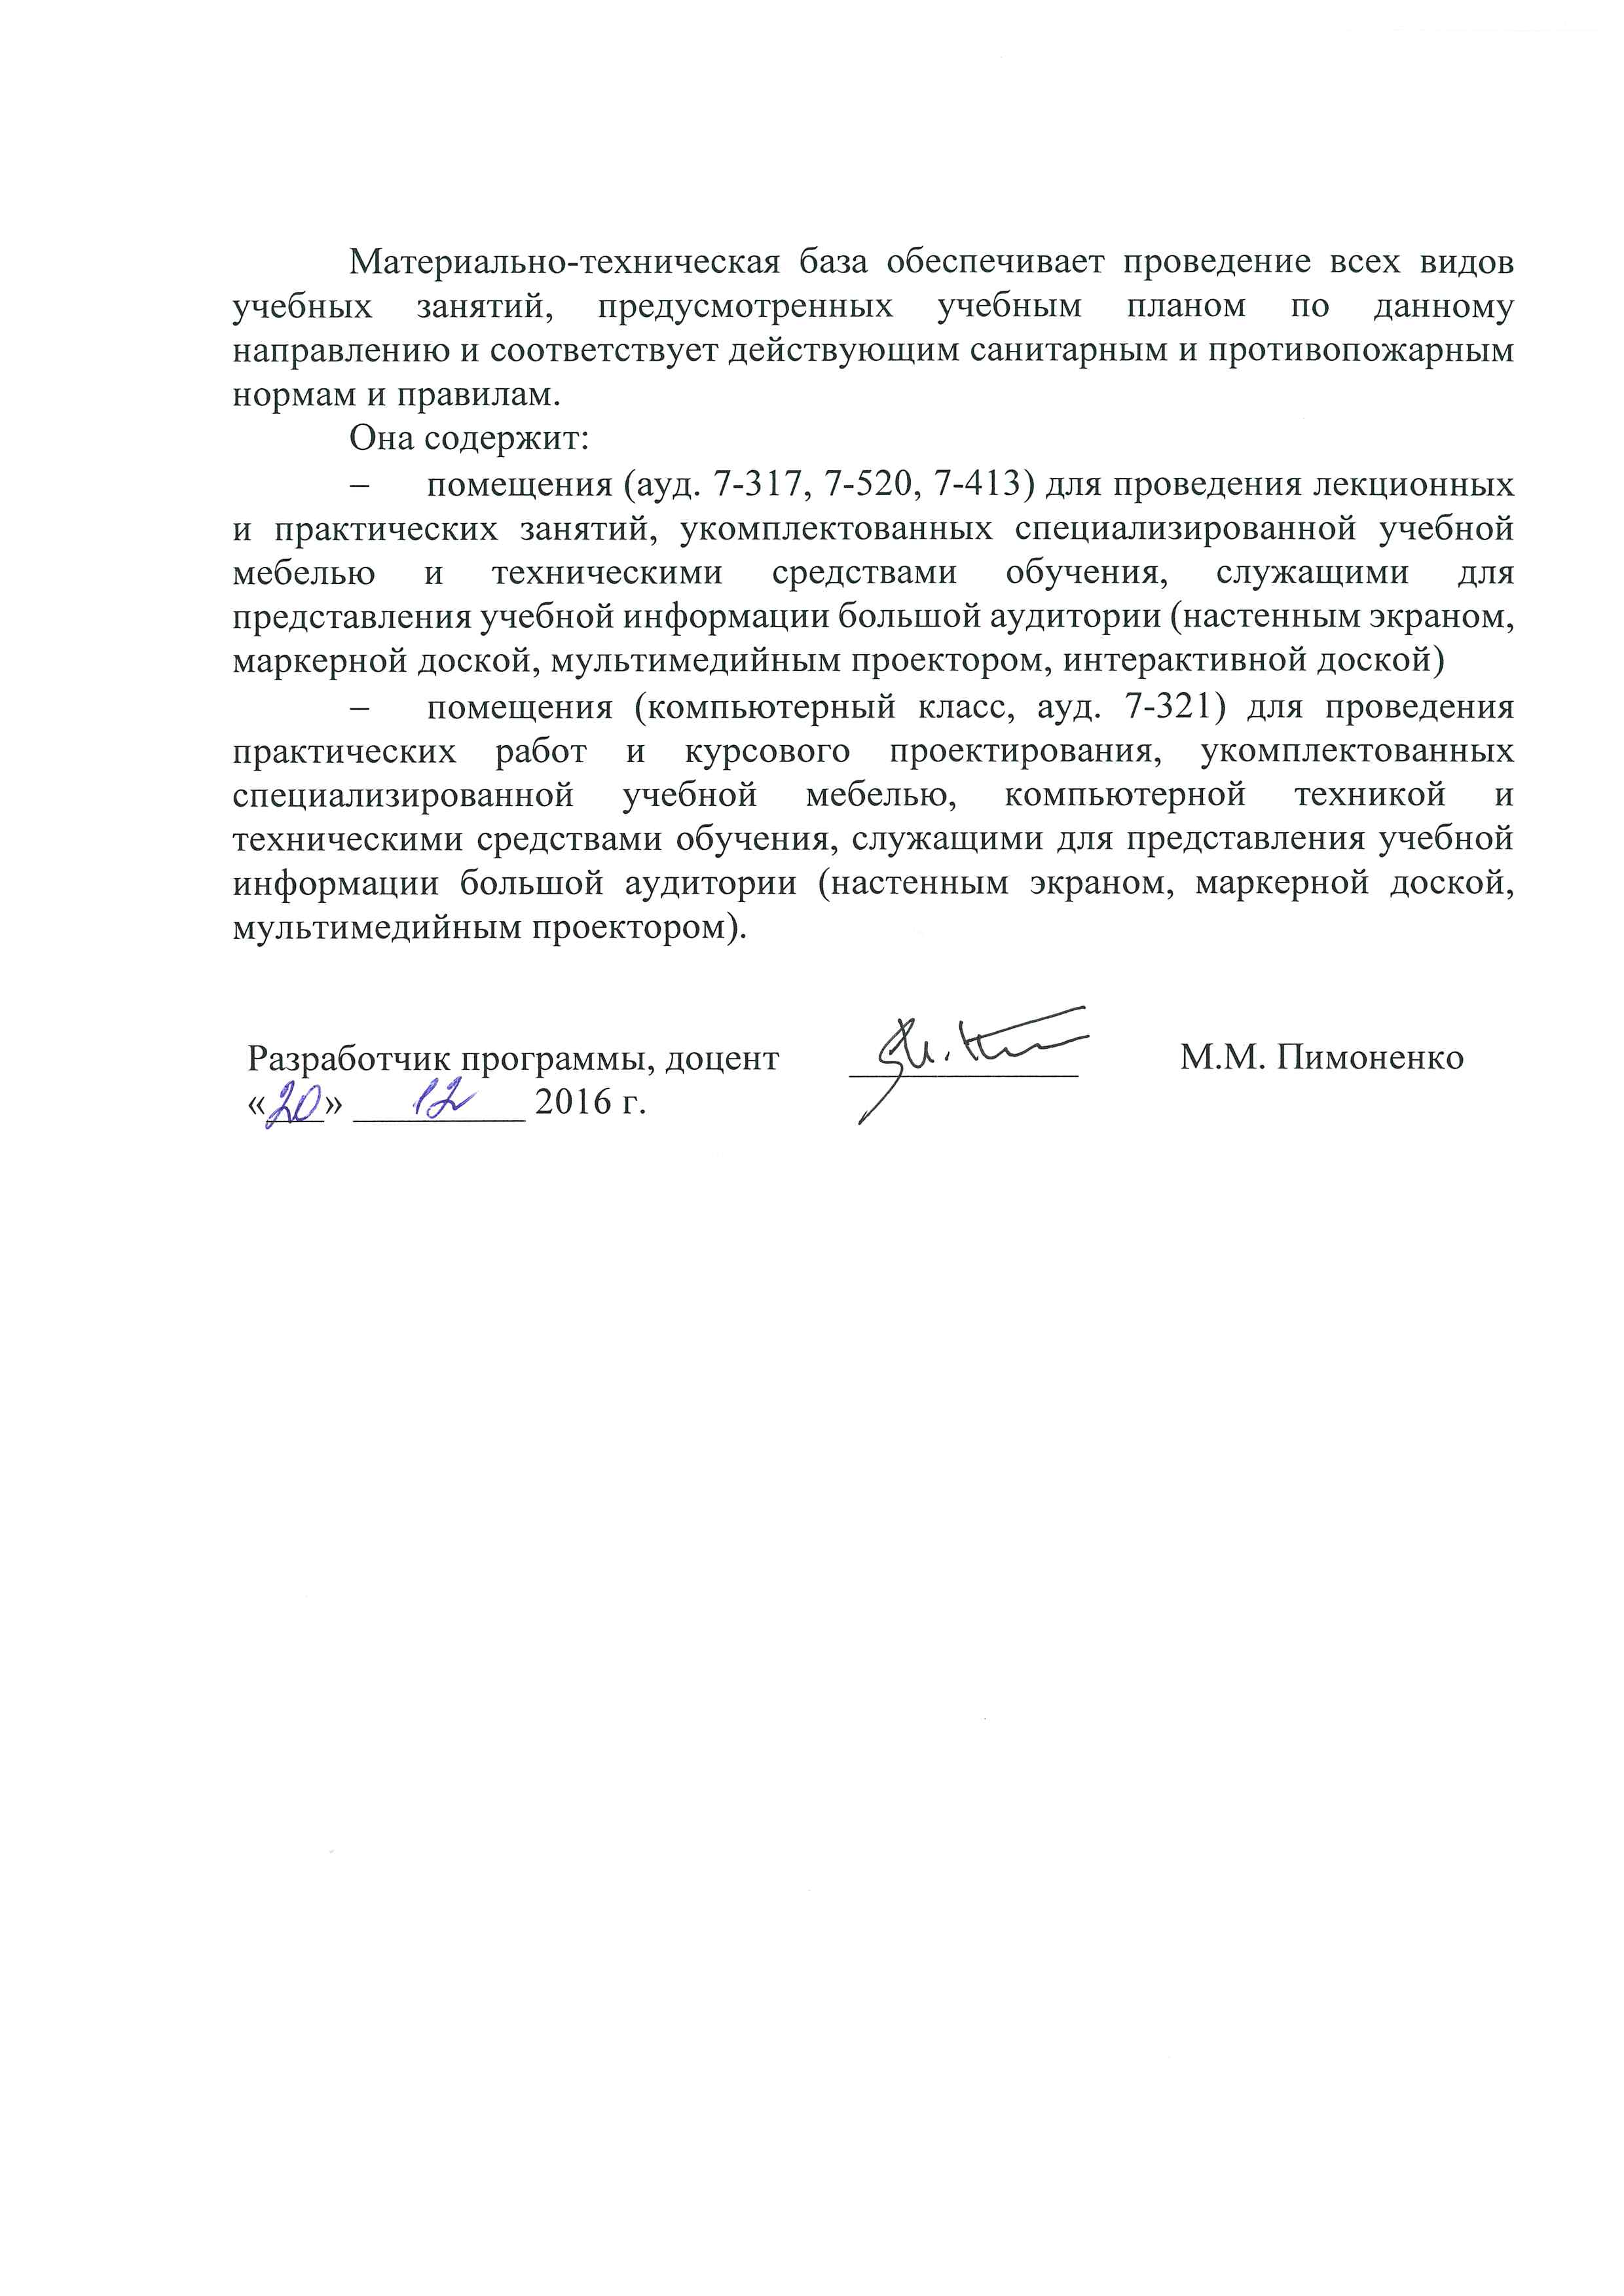 Материально-техническая база обеспечивает проведение всех видов
учебных занятий, предусмотренных учебным планом по данному
направлению и соответствует действующим санитарным и противопожарным
нормам и правилам.
Она содержит:
– помещения (ауд. 7-317, 7-520, 7-413) для проведения лекционных
и практических занятий, укомплектованных специализированной учебной
мебелью и техническими средствами обучения, служащими для
представления учебной информации большой аудитории (настенным экраном,
маркерной доской, мультимедийным проектором, интерактивной доской)
– помещения (компьютерный класс, ауд. 7-321) для проведения
практических работ и курсового проектирования, укомплектованных
специализированной учебной мебелью, компьютерной техникой и
техническими средствами обучения, служащими для представления учебной
информации большой аудитории (настенным экраном, маркерной доской,
мультимедийным проектором).
Разработчик программы, доцент М.М. Пимоненко
«20» 12 2016 г.